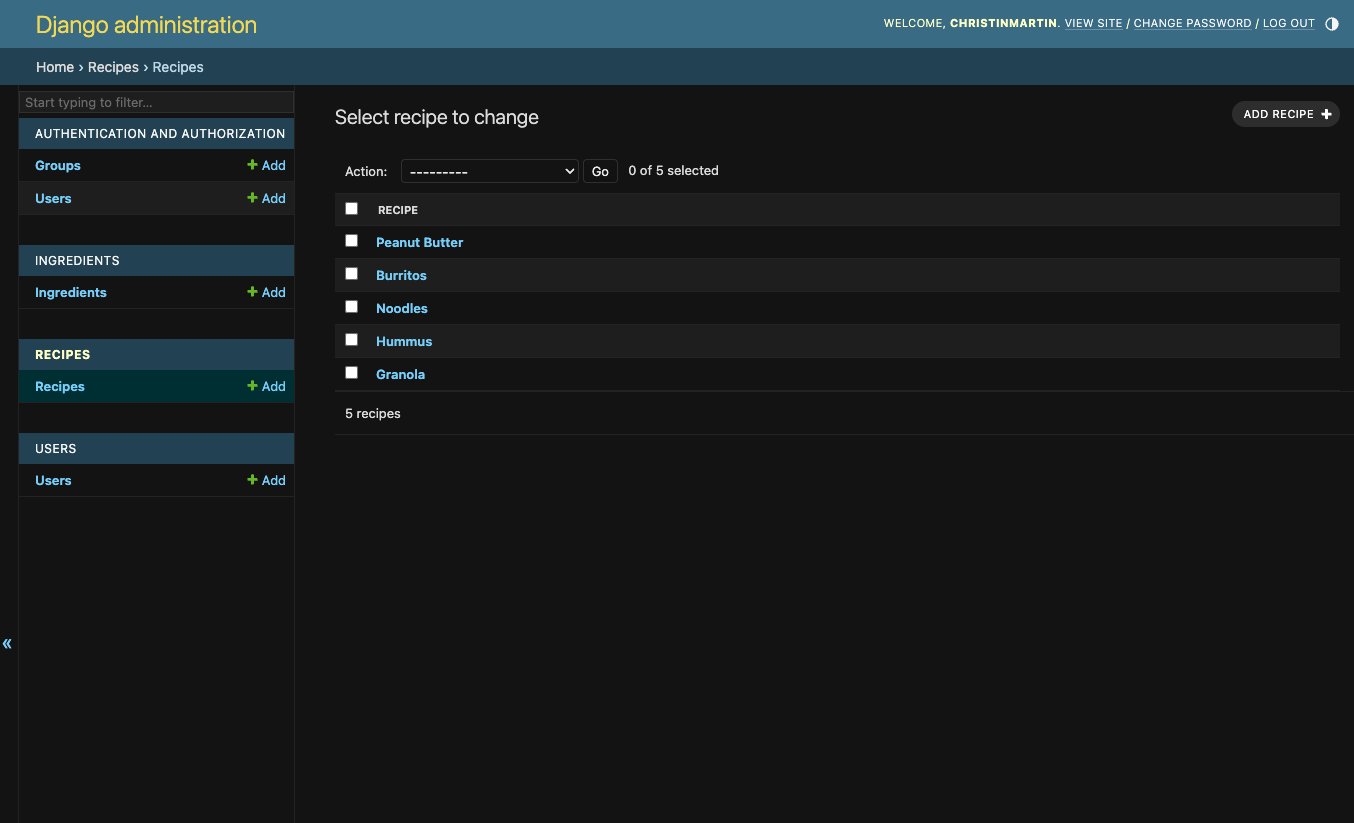 Django administration
WELCOME, CHRISTINMARTIN. VIEW SITE / CHANGE PASSWORD / LOG OUT
Home › Recipes › Recipes
Start typing to filter...
AUTHENTICATION AND AUTHORIZATION
Groups + Add
Users + Add
INGREDIENTS
Ingredients + Add
RECIPES
Recipes + Add
USERS
Users + Add
«
Select recipe to change
ADD RECIPE +
Action: --------- Go 0 of 5 selected
RECIPE
Peanut Butter
Burritos
Noodles
Hummus
Granola
5 recipes